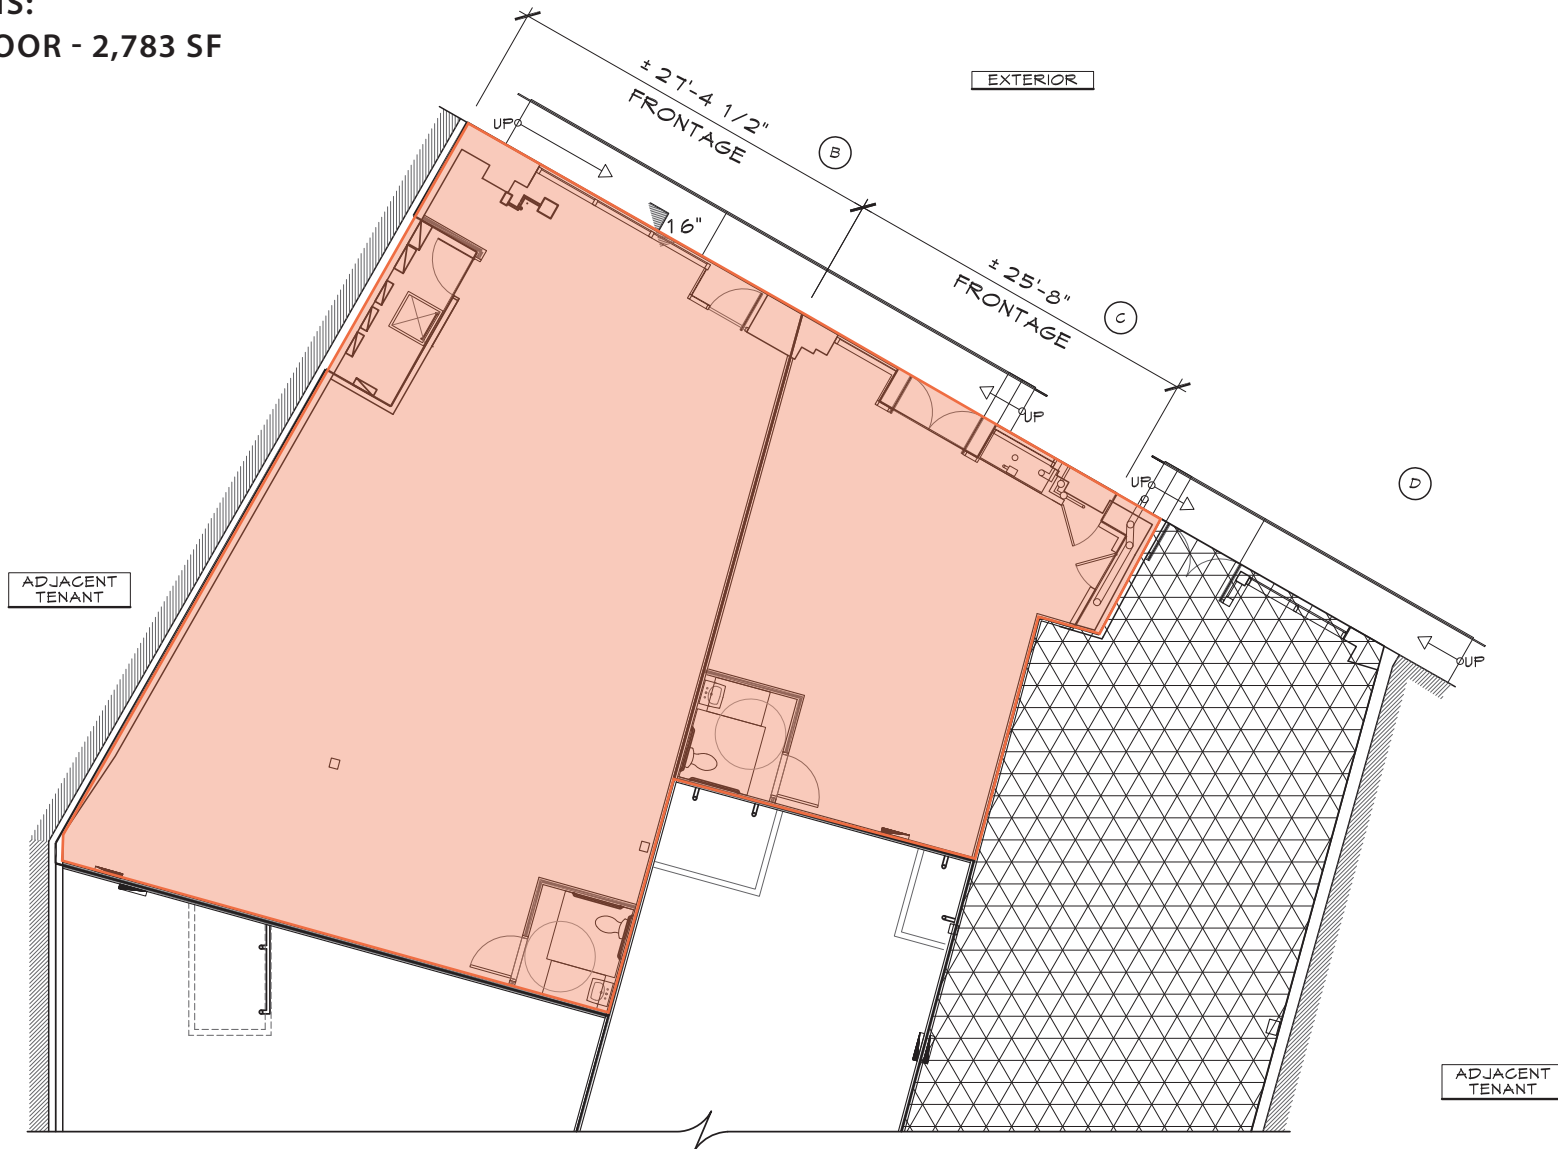 TS:
OOR - 2,783 SF
EXTERIOR
± 27'-4 1/2"
FRONTAGE
B
UP
16"
± 25'-8"
FRONTAGE
C
UP
UP
D
ADJACENT
TENANT
UP
ADJACENT
TENANT